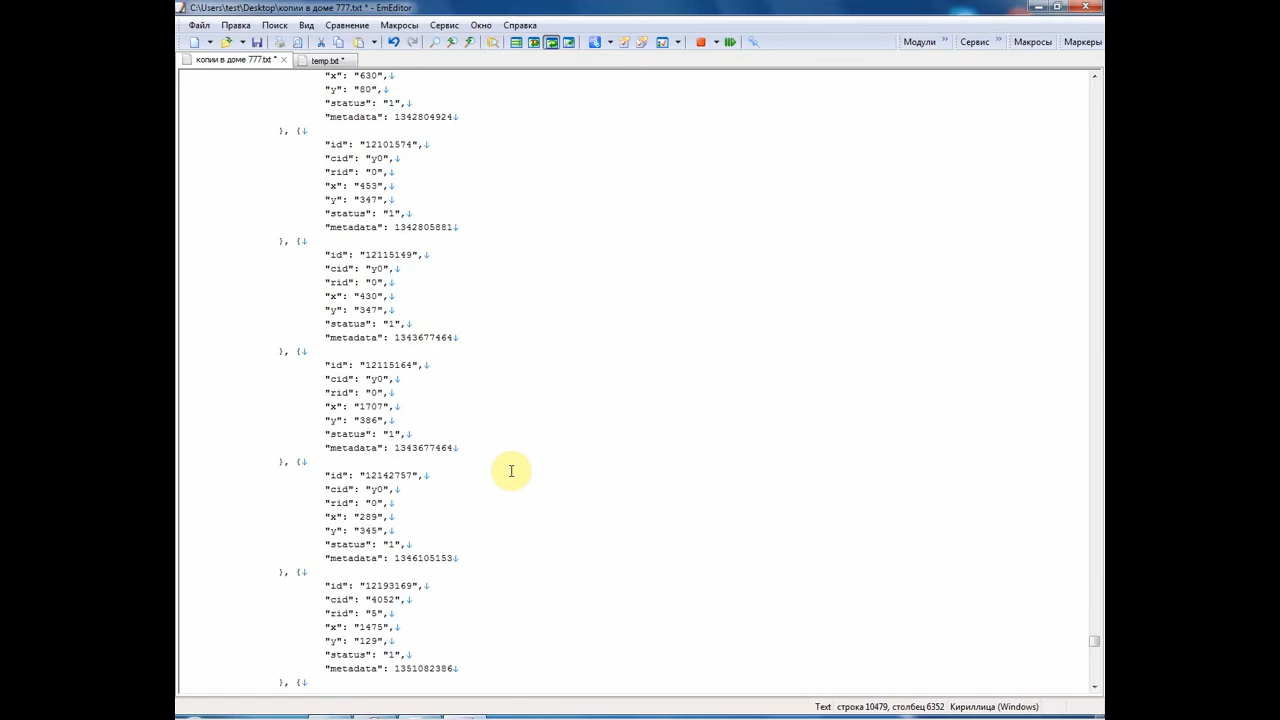 C:\Users\test\Desktop\копии в доме 777.txt * - EmEditor
Файл Правка Поиск Вид Сравнение Макросы Сервис Окно Справка
Модули » Сервис » Макросы Маркеры
копии в доме 777.txt * temp.txt *
"x": "630",↓
"y": "80",↓
"status": "1",↓
"metadata": 1342804924↓
}, {↓
"id": "12101574",↓
"cid": "y0",↓
"rid": "0",↓
"x": "453",↓
"y": "347",↓
"status": "1",↓
"metadata": 1342805881↓
}, {↓
"id": "12115149",↓
"cid": "y0",↓
"rid": "0",↓
"x": "430",↓
"y": "347",↓
"status": "1",↓
"metadata": 1343677464↓
}, {↓
"id": "12115164",↓
"cid": "y0",↓
"rid": "0",↓
"x": "1707",↓
"y": "386",↓
"status": "1",↓
"metadata": 1343677464↓
}, {↓
"id": "12142757",↓
"cid": "y0",↓
"rid": "0",↓
"x": "289",↓
"y": "345",↓
"status": "1",↓
"metadata": 1346105153↓
}, {↓
"id": "12193169",↓
"cid": "4052",↓
"rid": "5",↓
"x": "1475",↓
"y": "129",↓
"status": "1",↓
"metadata": 1351082386↓
}, {↓
Text строка 10479, столбец 6352 Кириллица (Windows)